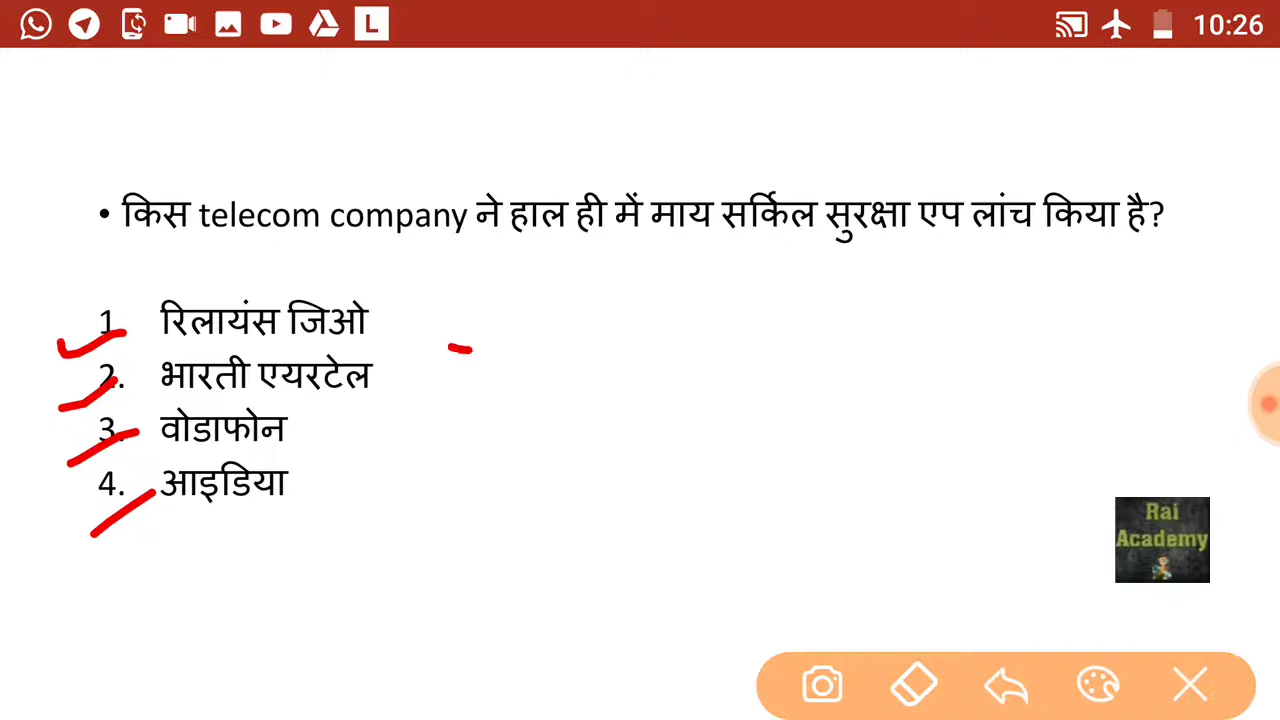 L 10:26
• किस telecom company ने हाल ही में माय सर्किल सुरक्षा एप लांच किया है?
1. रिलायंस जिओ
2. भारती एयरटेल
3. वोडाफोन
4. आइडिया
Rai
Academy